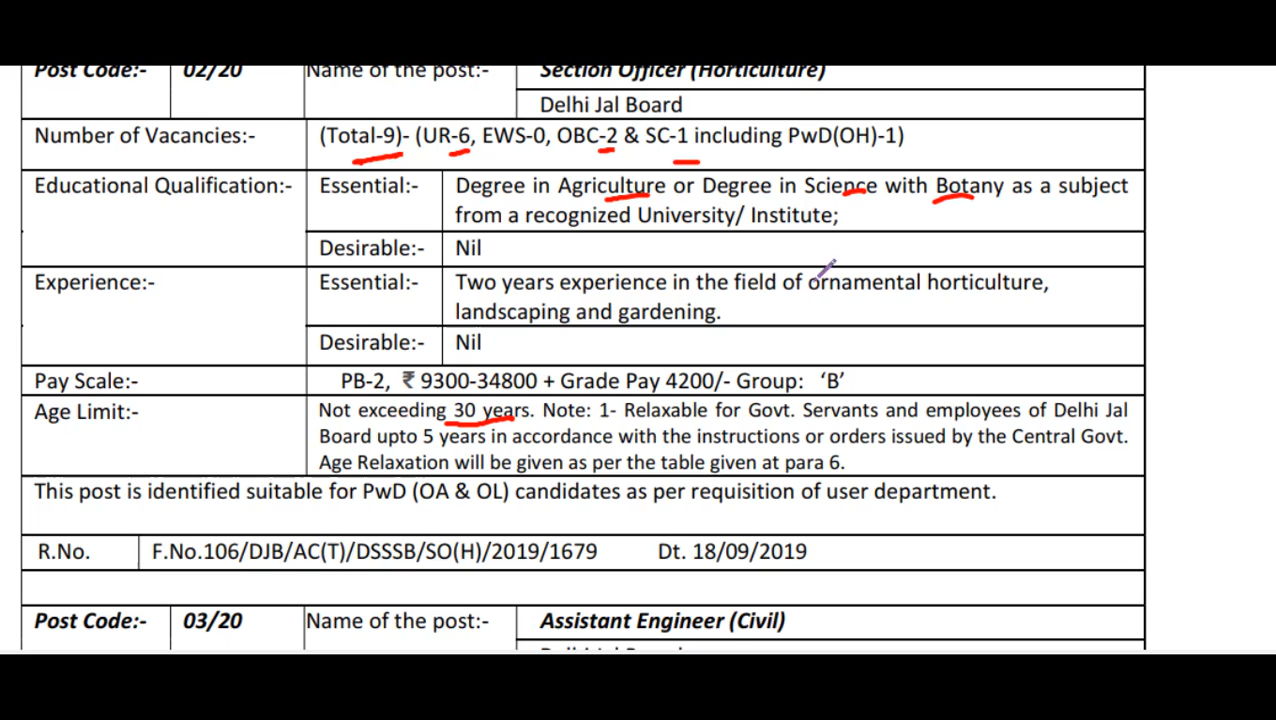 Post Code:- 02/20 Name of the post:- Section Officer (Horticulture)
Delhi Jal Board
Number of Vacancies:- (Total-9)- (UR-6, EWS-0, OBC-2 & SC-1 including PwD(OH)-1)
Educational Qualification:- Essential:- Degree in Agriculture or Degree in Science with Botany as a subject
from a recognized University/ Institute;
Desirable:- Nil
Experience:- Essential:- Two years experience in the field of ornamental horticulture,
landscaping and gardening.
Desirable:- Nil
Pay Scale:- PB-2, ₹ 9300-34800 + Grade Pay 4200/- Group: ‘B’
Age Limit:- Not exceeding 30 years. Note: 1- Relaxable for Govt. Servants and employees of Delhi Jal
Board upto 5 years in accordance with the instructions or orders issued by the Central Govt.
Age Relaxation will be given as per the table given at para 6.
This post is identified suitable for PwD (OA & OL) candidates as per requisition of user department.
R.No. F.No.106/DJB/AC(T)/DSSSB/SO(H)/2019/1679 Dt. 18/09/2019
Post Code:- 03/20 Name of the post:- Assistant Engineer (Civil)